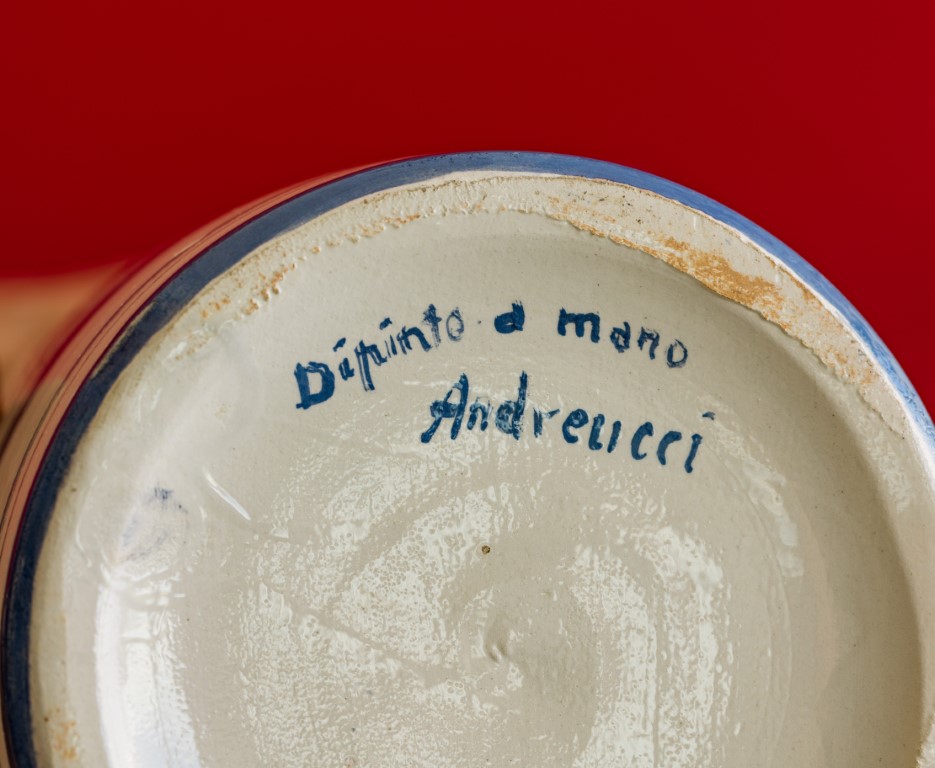 Dipinto a mano
Andreucci